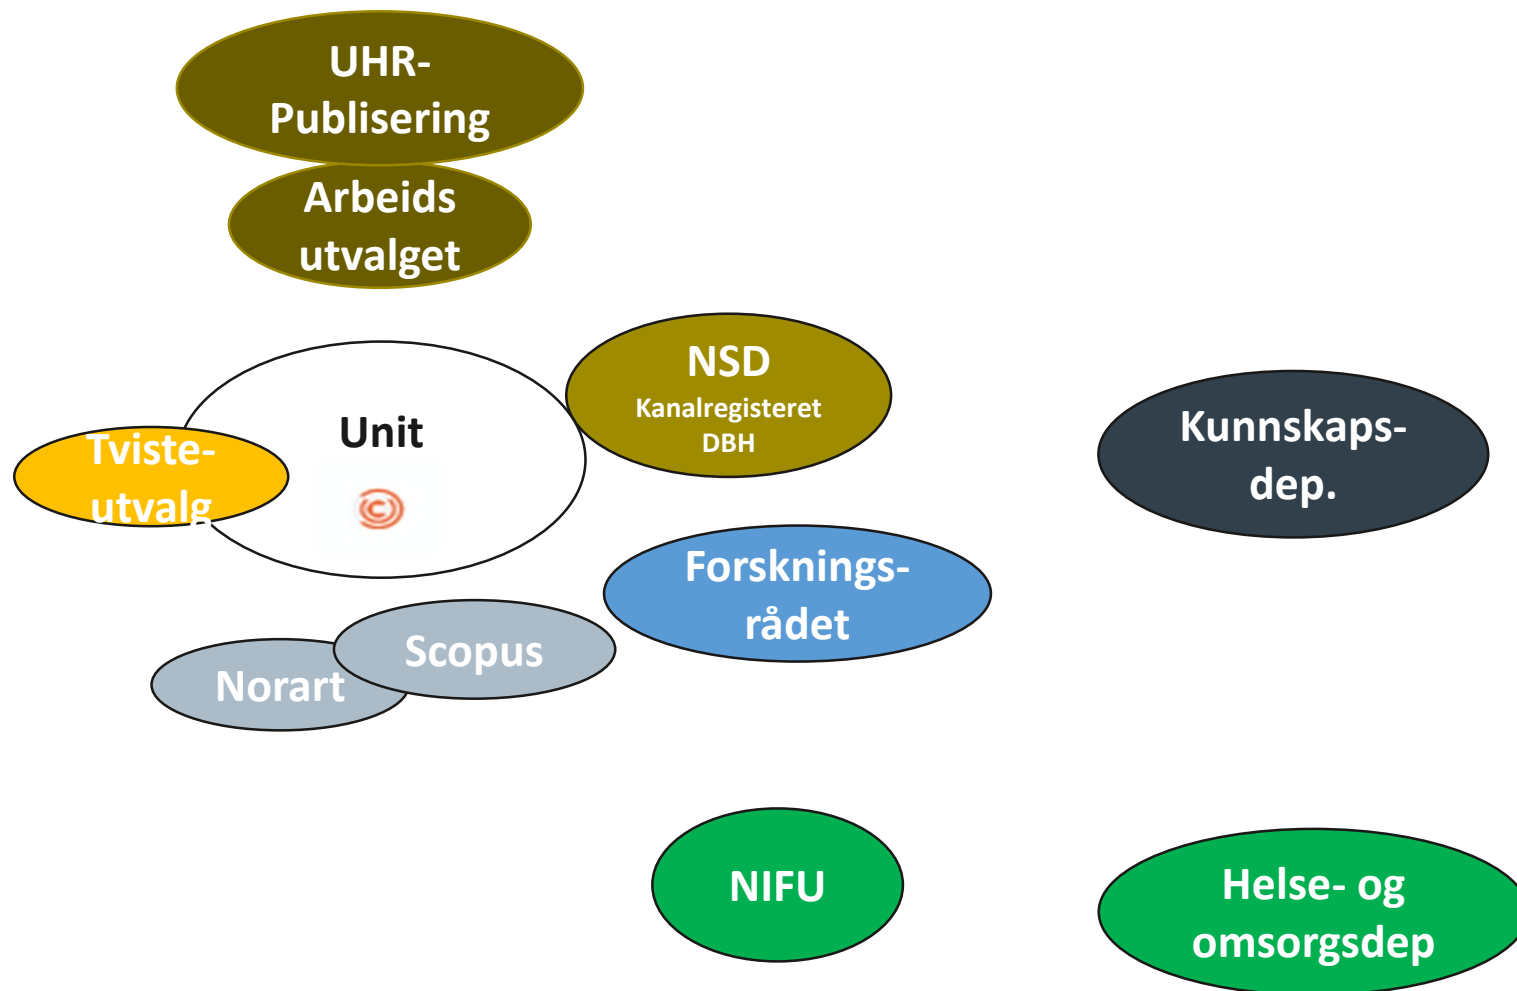 UHR-
Publisering
Arbeids
utvalget
NSD
Kanalregisteret
DBH
Unit
Tviste-
utvalg
©
Kunnskaps-
dep.
Forsknings-
rådet
Scopus
Norart
NIFU
Helse- og
omsorgsdep